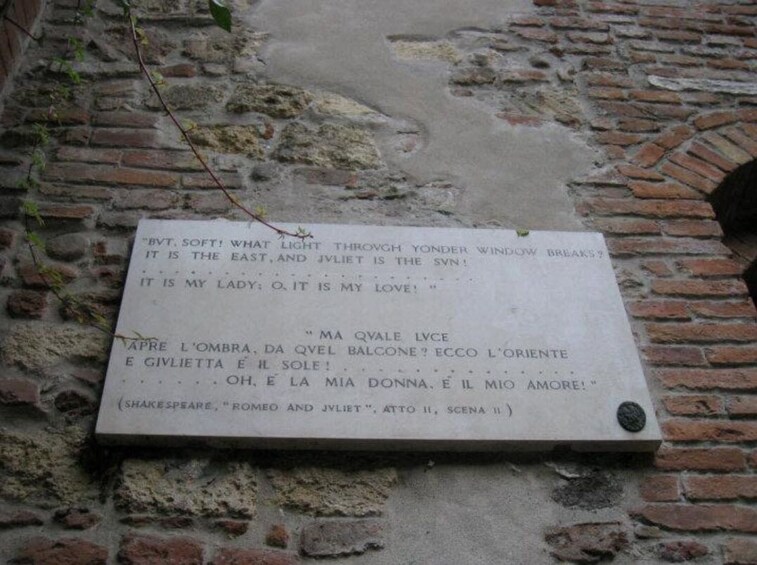 "BVT, SOFT! WHAT LIGHT THROVGH YONDER WINDOW BREAKS?
IT IS THE EAST, AND JVLIET IS THE SVN!
. . . . . . . . . . . . . . . . . . . . . . . . .
IT IS MY LADY; O, IT IS MY LOVE! "
" MA QVALE LVCE
APRE L'OMBRA, DA QVEL BALCONE? ECCO L'ORIENTE
E GIVLIETTA È IL SOLE! . . . . . . . . . . . . . . . . . .
. . . . . . . OH, È LA MIA DONNA, È IL MIO AMORE!"
(SHAKESPEARE, "ROMEO AND JVLIET", ATTO II, SCENA II)